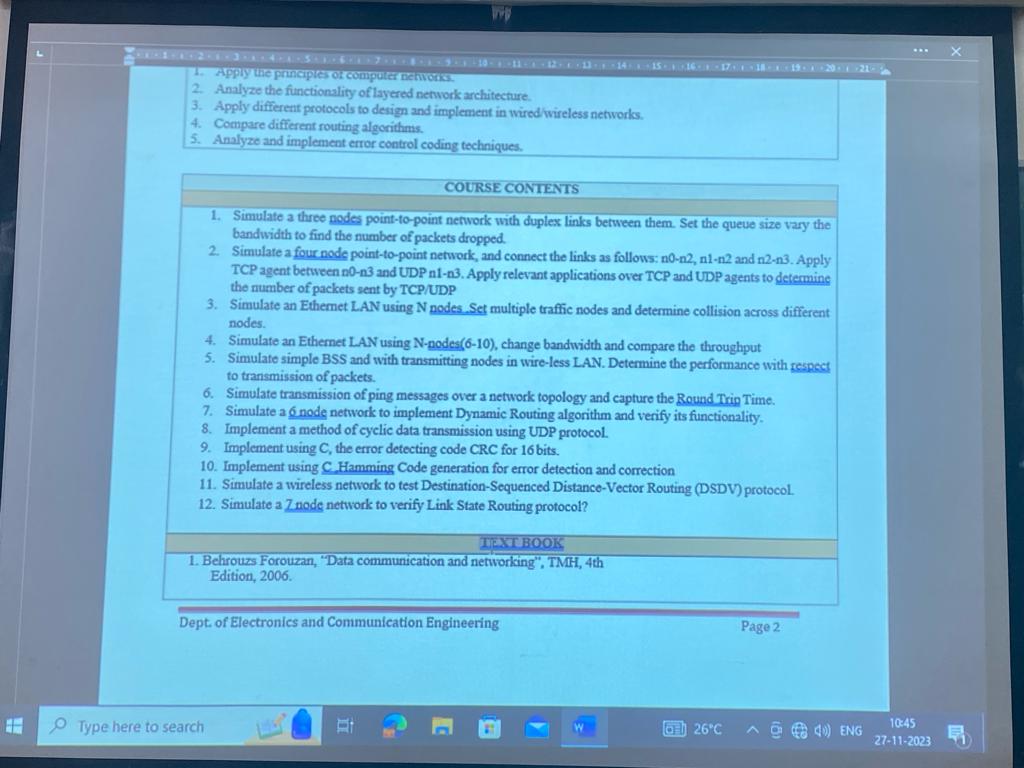 1. Apply the principles of computer networks.
2. Analyze the functionality of layered network architecture.
3. Apply different protocols to design and implement in wired/wireless networks.
4. Compare different routing algorithms.
5. Analyze and implement error control coding techniques.
COURSE CONTENTS
1. Simulate a three nodes point-to-point network with duplex links between them. Set the queue size vary the
bandwidth to find the number of packets dropped.
2. Simulate a four node point-to-point network, and connect the links as follows: n0-n2, n1-n2 and n2-n3. Apply
TCP agent between n0-n3 and UDP n1-n3. Apply relevant applications over TCP and UDP agents to determine
the number of packets sent by TCP/UDP
3. Simulate an Ethernet LAN using N nodes .Set multiple traffic nodes and determine collision across different
nodes.
4. Simulate an Ethernet LAN using N-nodes(6-10), change bandwidth and compare the throughput
5. Simulate simple BSS and with transmitting nodes in wire-less LAN. Determine the performance with respect
to transmission of packets.
6. Simulate transmission of ping messages over a network topology and capture the Round Trip Time.
7. Simulate a 6 node network to implement Dynamic Routing algorithm and verify its functionality.
8. Implement a method of cyclic data transmission using UDP protocol.
9. Implement using C, the error detecting code CRC for 16 bits.
10. Implement using C ,Hamming Code generation for error detection and correction
11. Simulate a wireless network to test Destination-Sequenced Distance-Vector Routing (DSDV) protocol.
12. Simulate a 7 node network to verify Link State Routing protocol?
TEXT BOOK
1. Behrouzs Forouzan, “Data communication and networking”, TMH, 4th
Edition, 2006.
Dept. of Electronics and Communication Engineering Page 2
Type here to search 26°C ENG 10:45
27-11-2023